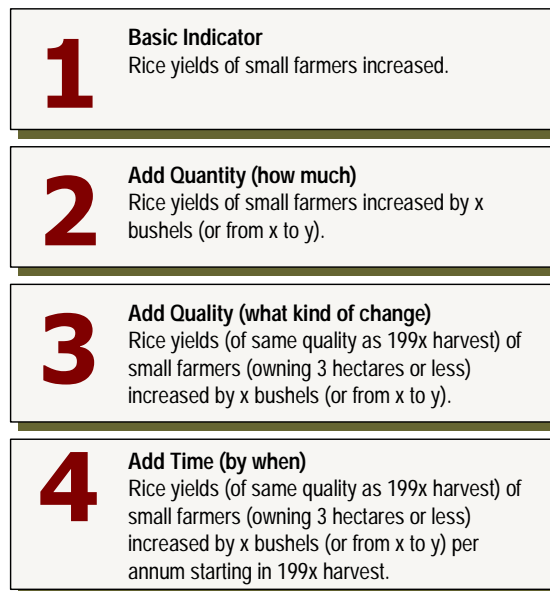 1
Basic Indicator
Rice yields of small farmers increased.
2
Add Quantity (how much)
Rice yields of small farmers increased by x
bushels (or from x to y).
3
Add Quality (what kind of change)
Rice yields (of same quality as 199x harvest) of
small farmers (owning 3 hectares or less)
increased by x bushels (or from x to y).
4
Add Time (by when)
Rice yields (of same quality as 199x harvest) of
small farmers (owning 3 hectares or less)
increased by x bushels (or from x to y) per
annum starting in 199x harvest.